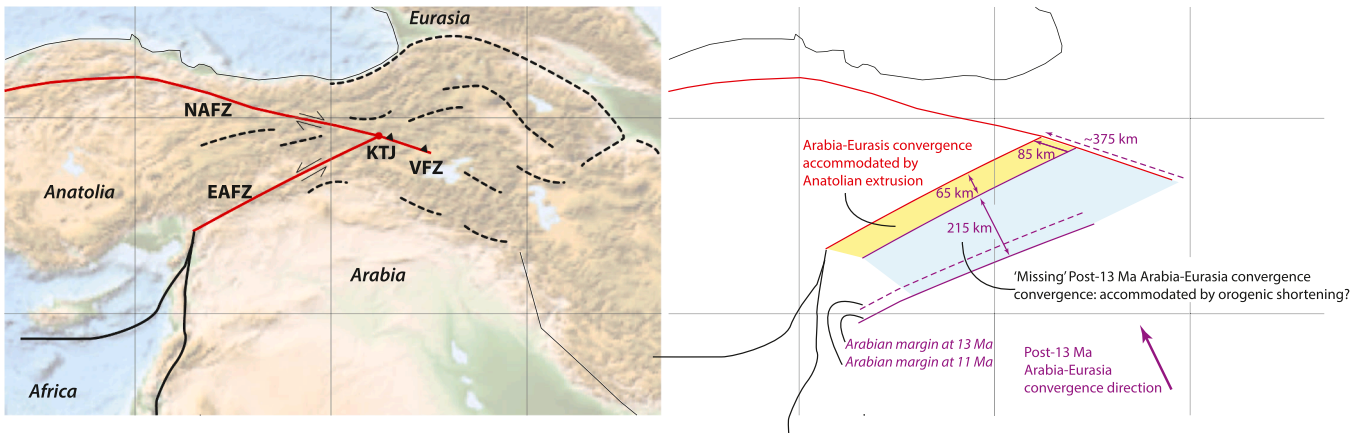 Eurasia
NAFZ
KTJ
VFZ
EAFZ
Anatolia
Arabia
Africa
Arabia-Eurasis convergence
accommodated by
Anatolian extrusion
~375 km
85 km
65 km
215 km
‘Missing’ Post-13 Ma Arabia-Eurasia convergence
convergence: accommodated by orogenic shortening?
Arabian margin at 13 Ma
Arabian margin at 11 Ma
Post-13 Ma
Arabia-Eurasia
convergence direction